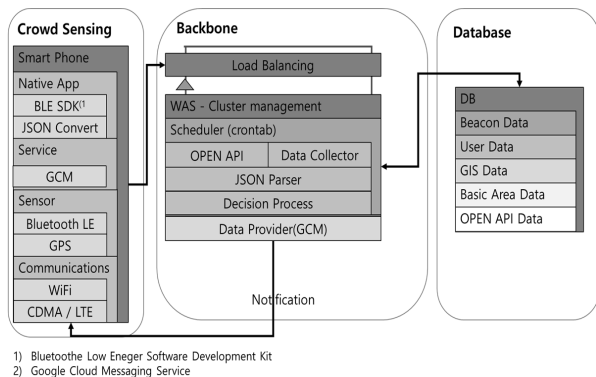 Crowd Sensing
Smart Phone
Native App
BLE SDK(1
JSON Convert
Service
GCM
Sensor
Bluetooth LE
GPS
Communications
WiFi
CDMA / LTE
Backbone
Load Balancing
WAS - Cluster management
Scheduler (crontab)
OPEN API
Data Collector
JSON Parser
Decision Process
Data Provider(GCM)
Notification
Database
DB
Beacon Data
User Data
GIS Data
Basic Area Data
OPEN API Data
1) Bluetoothe Low Eneger Software Development Kit
2) Google Cloud Messaging Service